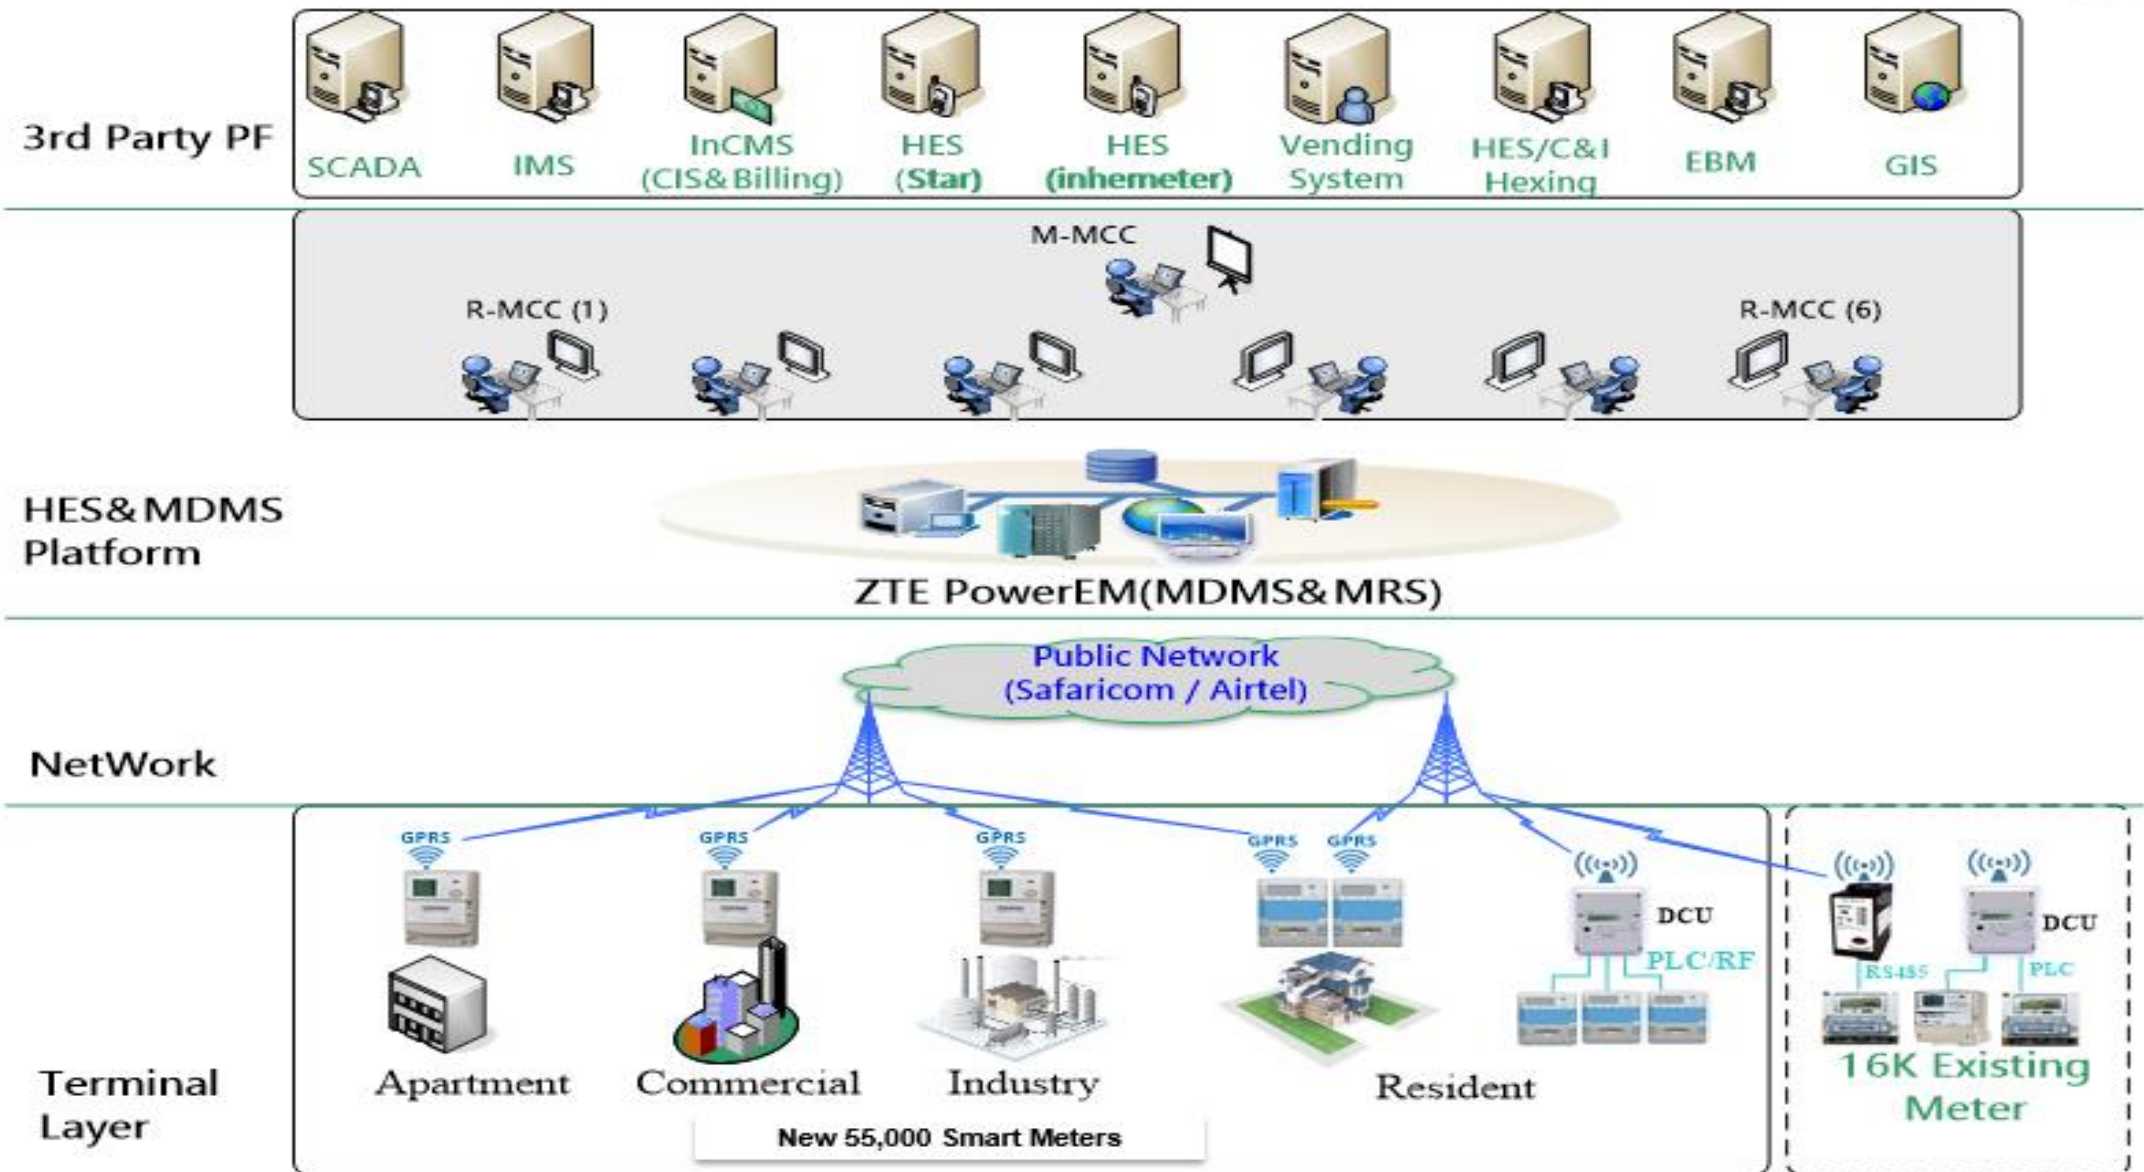 3rd Party PF
SCADA
IMS
InCMS
(CIS&Billing)
HES
(Star)
HES
(inhemeter)
Vending
System
HES/C&I
Hexing
EBM
GIS
M-MCC
R-MCC (1)
R-MCC (6)
HES&MDMS
Platform
ZTE PowerEM(MDMS&MRS)
Public Network
(Safaricom / Airtel)
NetWork
GPRS
GPRS
GPRS
GPRS
GPRS
DCU
PLC/RF
DCU
RS485
PLC
16K Existing
Meter
Terminal
Layer
Apartment
Commercial
Industry
Resident
New 55,000 Smart Meters